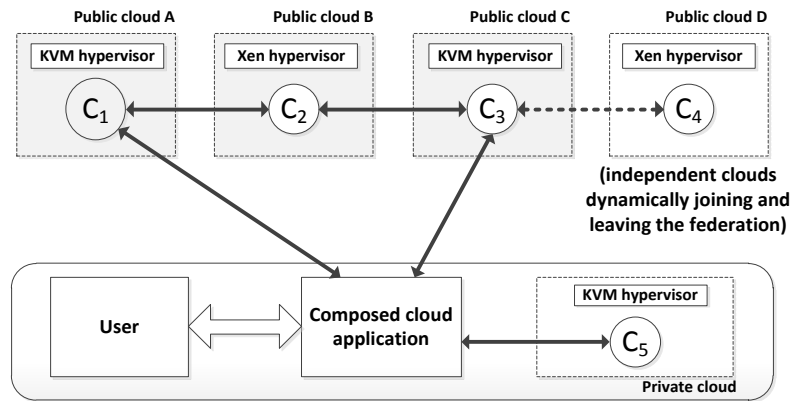 Public cloud A
Public cloud B
Public cloud C
Public cloud D
KVM hypervisor
Xen hypervisor
KVM hypervisor
Xen hypervisor
C1
C2
C3
C4
(independent clouds
dynamically joining and
leaving the federation)
User
Composed cloud
application
KVM hypervisor
C5
Private cloud